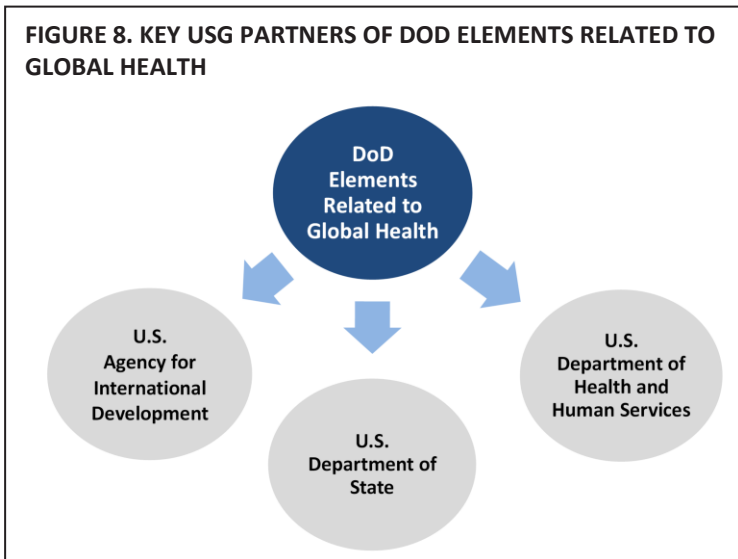 FIGURE 8. KEY USG PARTNERS OF DOD ELEMENTS RELATED TO
GLOBAL HEALTH
DoD
Elements
Related to
Global Health
U.S.
Agency for
International
Development
U.S.
Department of
State
U.S.
Department of
Health and
Human Services